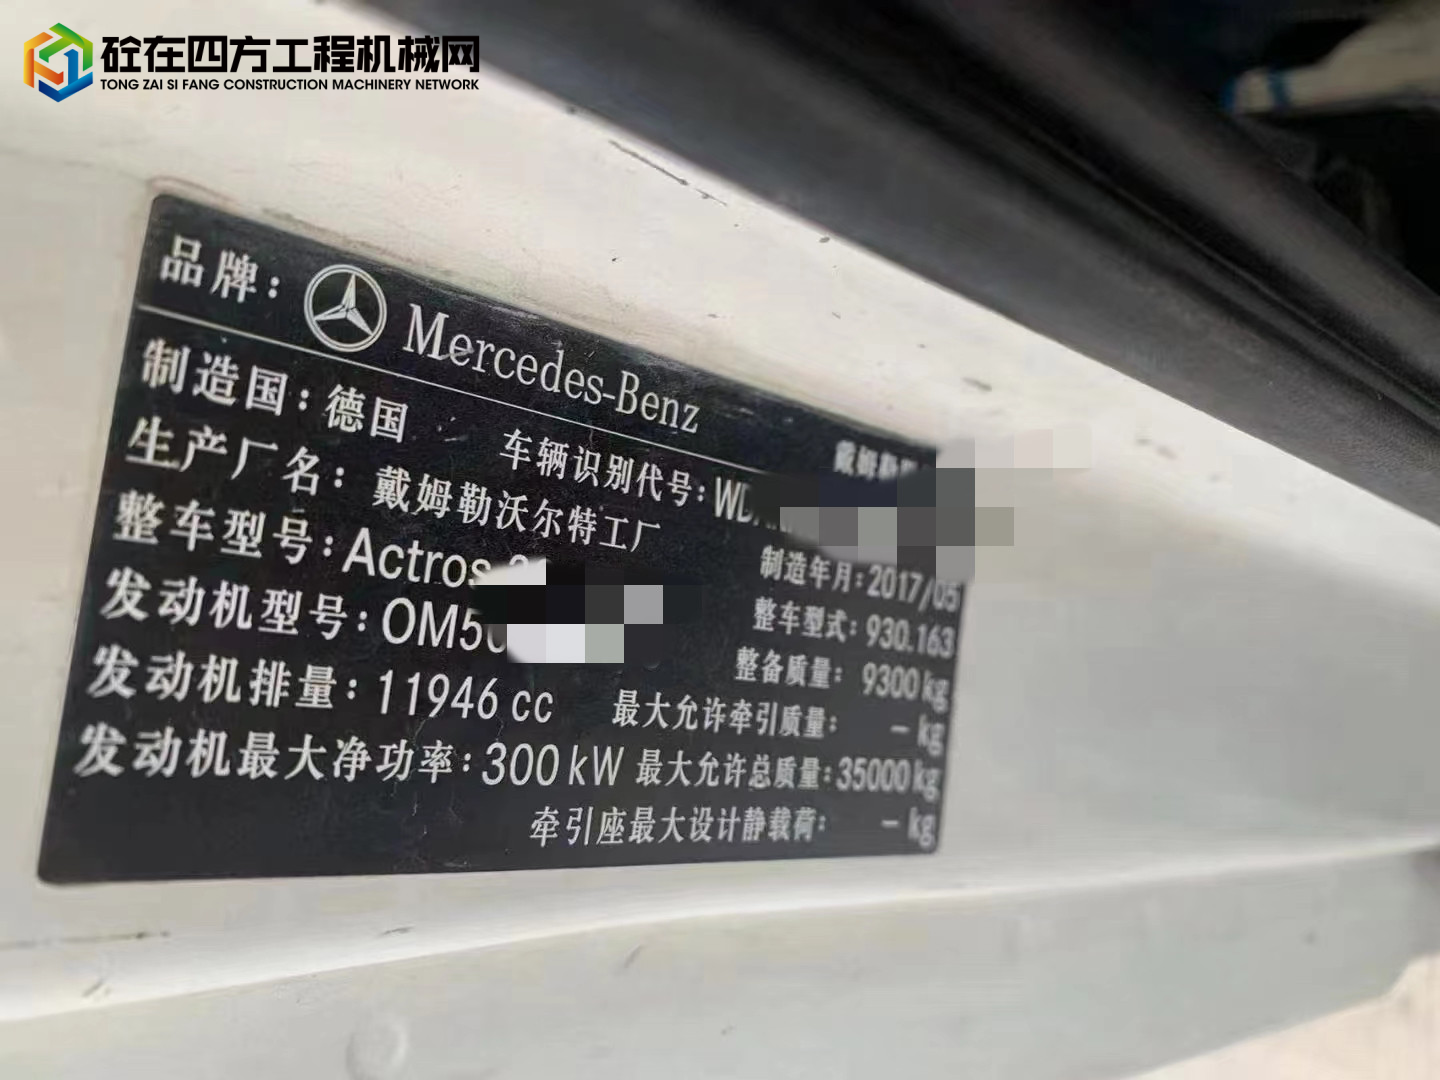 砼在四方工程机械网
TONG ZAI SI FANG CONSTRUCTION MACHINERY NETWORK
品牌： Mercedes-Benz
戴姆勒
制造国：德国
车辆识别代号：WD
生产厂名：戴姆勒沃尔特工厂
制造年月：2017/05
整车型号：Actros
整车型式：930.163
发动机型号：OM5
整备质量： 9300 kg
发动机排量：11946 cc
最大允许牵引质量： － kg
发动机最大净功率：300 kW
最大允许总质量：35000 kg
牵引座最大设计静载荷： － kg